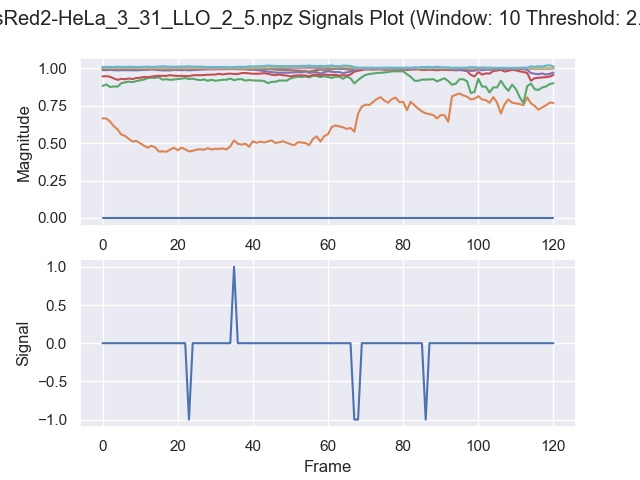 sRed2-HeLa_3_31_LLO_2_5.npz Signals Plot (Window: 10 Threshold: 2.
1.00
0.75
0.50
0.25
0.00
Magnitude
0 20 40 60 80 100 120
1.0
0.5
0.0
−0.5
−1.0
Signal
0 20 40 60 80 100 120
Frame